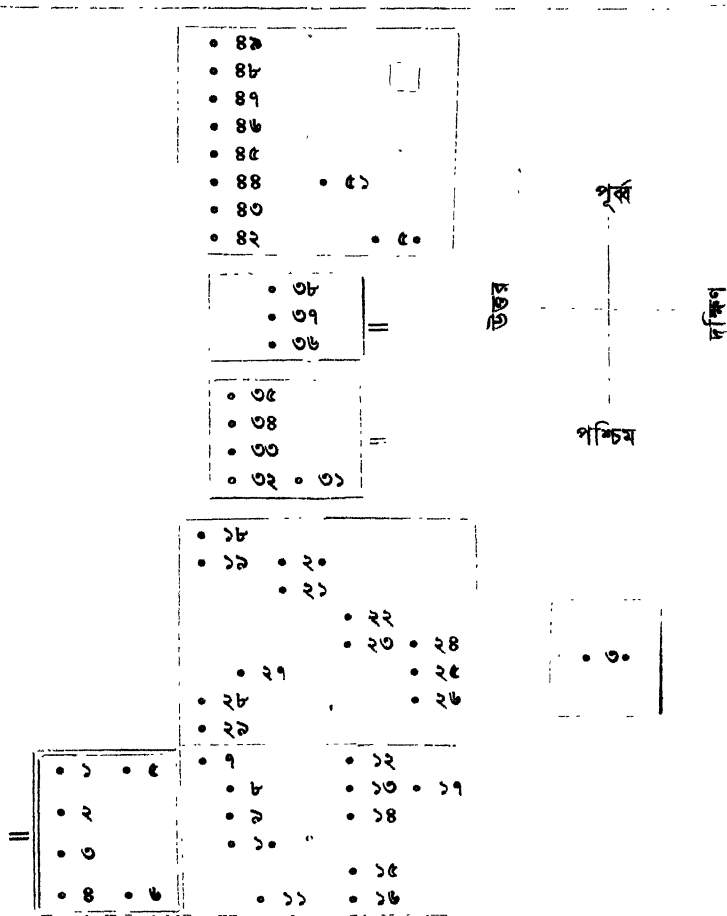 • ৪৯
• ৪৮
• ৪৭
• ৪৬
• ৪৫
• ৪৪ • ৫১
• ৪৩
• ৪২ • ৫০
পূর্ব্ব
উত্তর
দক্ষিণ
পশ্চিম
• ৩৮
• ৩৭
• ৩৬
• ৩৫
• ৩৪
• ৩৩
• ৩২ • ৩১
• ১৮
• ১৯ • ২০
• ২১
• ২২
• ২৩ • ২৪
• ২৭ • ২৫
• ২৮ • ২৬
• ২৯
• ৩০
• ১ • ৫
• ২
• ৩
• ৪ • ৬
• ৭ • ১২
• ৮ • ১৩ • ১৭
• ৯ • ১৪
• ১০
• ১৫
• ১১ • ১৬